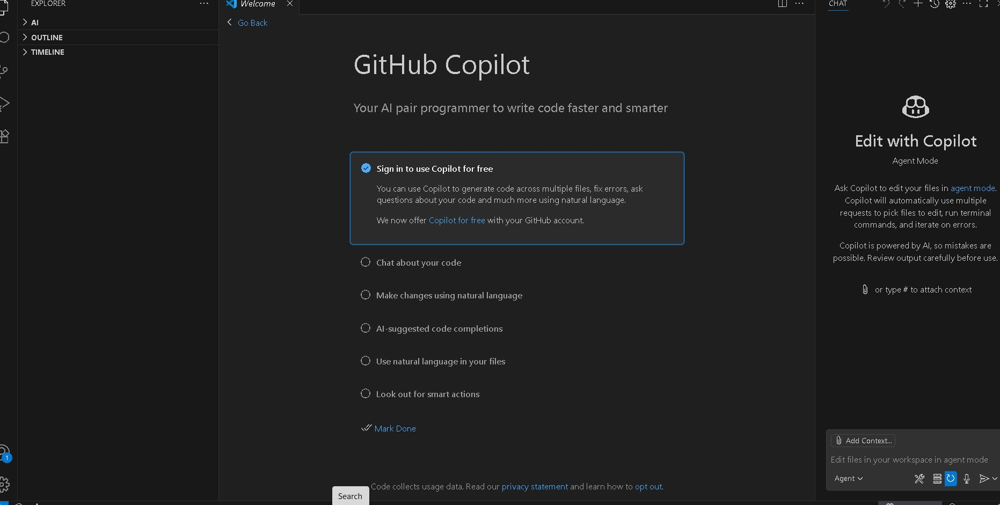 EXPLORER
AI
OUTLINE
TIMELINE
Welcome
Go Back
GitHub Copilot
Your AI pair programmer to write code faster and smarter
Sign in to use Copilot for free
You can use Copilot to generate code across multiple files, fix errors, ask
questions about your code and much more using natural language.
We now offer Copilot for free with your GitHub account.
Chat about your code
Make changes using natural language
AI-suggested code completions
Use natural language in your files
Look out for smart actions
Mark Done
Code collects usage data. Read our privacy statement and learn how to opt out.
Search
1
CHAT
Edit with Copilot
Agent Mode
Ask Copilot to edit your files in agent mode.
Copilot will automatically use multiple
requests to pick files to edit, run terminal
commands, and iterate on errors.
Copilot is powered by AI, so mistakes are
possible. Review output carefully before use.
or type # to attach context
Add Context...
Edit files in your workspace in agent mode
Agent